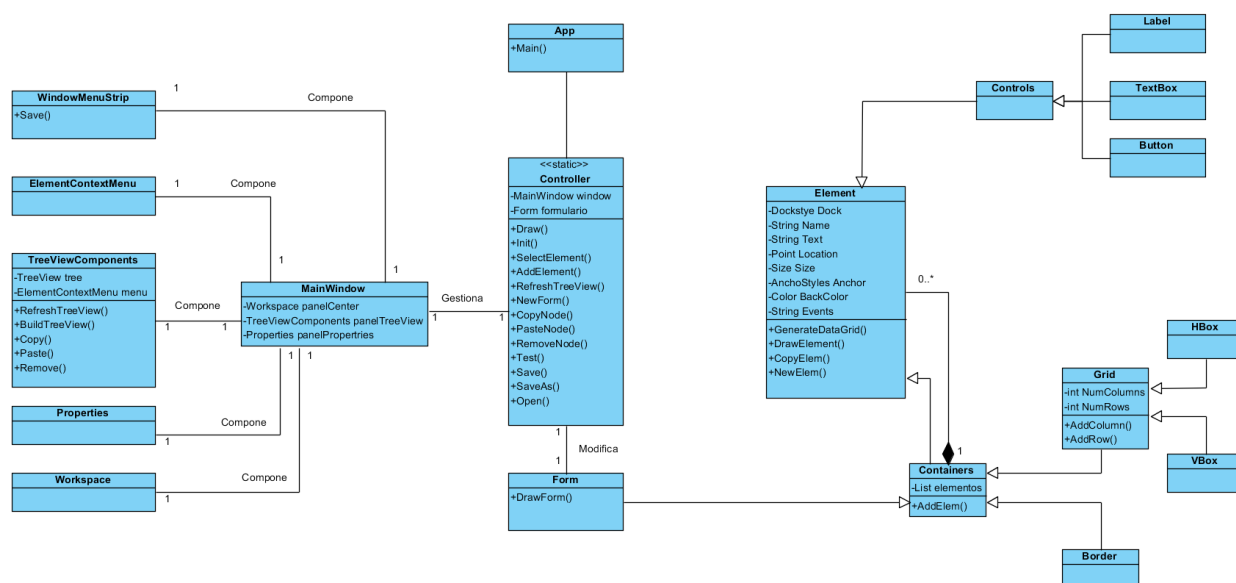 App
+Main()
WindowMenuStrip
+Save()
1
Compone
1
ElementContextMenu
1
Compone
1
TreeViewComponents
-TreeView tree
-ElementContextMenu menu
+RefreshTreeView()
+BuildTreeView()
+Copy()
+Paste()
+Remove()
Compone
1
1
MainWindow
-Workspace panelCenter
-TreeViewComponents panelTreeView
-Properties panelPropertries
1
1
Properties
Compone
1
Workspace
Compone
1
Gestiona
1
1
<<static>>
Controller
-MainWindow window
-Form formulario
+Draw()
+Init()
+SelectElement()
+AddElement()
+RefreshTreeView()
+NewForm()
+CopyNode()
+PasteNode()
+RemoveNode()
+Test()
+Save()
+SaveAs()
+Open()
1
Modifica
1
Form
+DrawForm()
Element
-Dockstye Dock
-String Name
-String Text
-Point Location
-Size Size
-AnchoStyles Anchor
-Color BackColor
-String Events
+GenerateDataGrid()
+DrawElement()
+CopyElem()
+NewElem()
0..*
1
Containers
-List elementos
+AddElem()
Controls
Label
TextBox
Button
Grid
-int NumColumns
-int NumRows
+AddColumn()
+AddRow()
HBox
VBox
Border